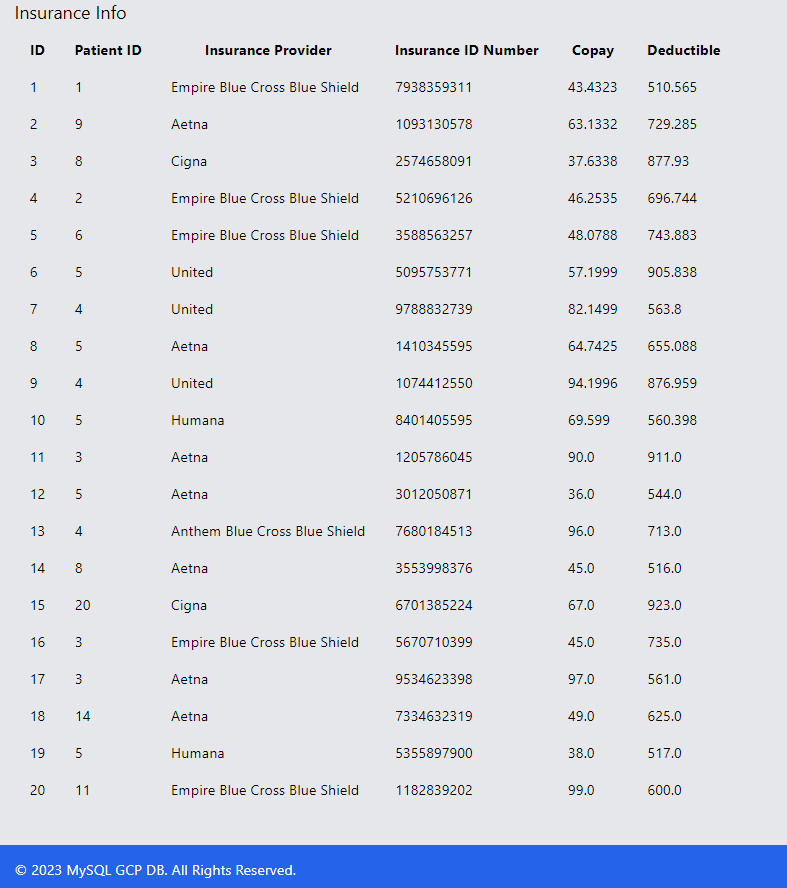 Insurance Info
ID Patient ID Insurance Provider Insurance ID Number Copay Deductible
1 1 Empire Blue Cross Blue Shield 7938359311 43.4323 510.565
2 9 Aetna 1093130578 63.1332 729.285
3 8 Cigna 2574658091 37.6338 877.93
4 2 Empire Blue Cross Blue Shield 5210696126 46.2535 696.744
5 6 Empire Blue Cross Blue Shield 3588563257 48.0788 743.883
6 5 United 5095753771 57.1999 905.838
7 4 United 9788832739 82.1499 563.8
8 5 Aetna 1410345595 64.7425 655.088
9 4 United 1074412550 94.1996 876.959
10 5 Humana 8401405595 69.599 560.398
11 3 Aetna 1205786045 90.0 911.0
12 5 Aetna 3012050871 36.0 544.0
13 4 Anthem Blue Cross Blue Shield 7680184513 96.0 713.0
14 8 Aetna 3553998376 45.0 516.0
15 20 Cigna 6701385224 67.0 923.0
16 3 Empire Blue Cross Blue Shield 5670710399 45.0 735.0
17 3 Aetna 9534623398 97.0 561.0
18 14 Aetna 7334632319 49.0 625.0
19 5 Humana 5355897900 38.0 517.0
20 11 Empire Blue Cross Blue Shield 1182839202 99.0 600.0
© 2023 MySQL GCP DB. All Rights Reserved.